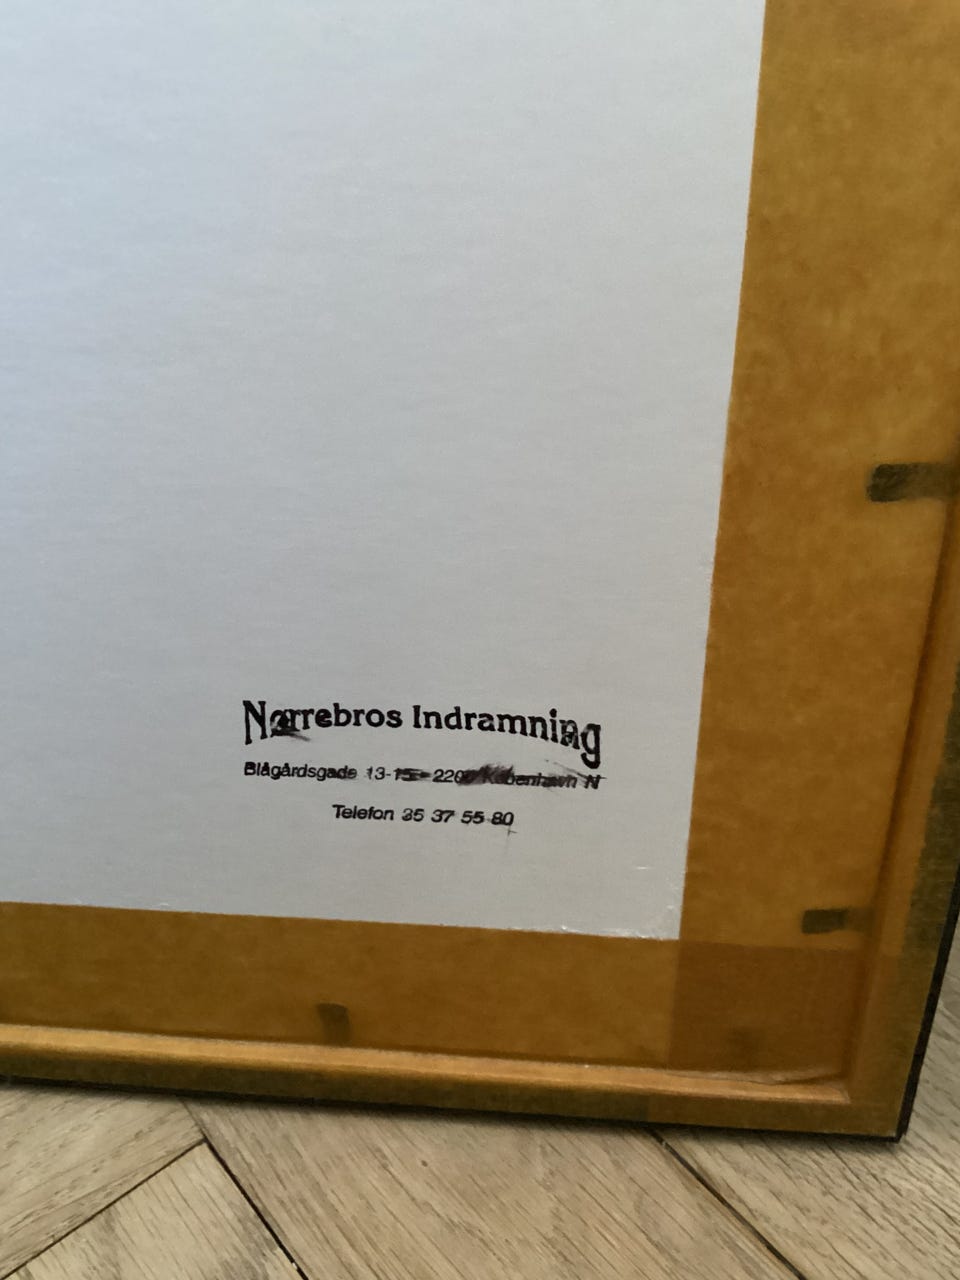 Nørrebros Indramning
Blågårdsgade 13-15 - 2200 København N
Telefon 35 37 55 80